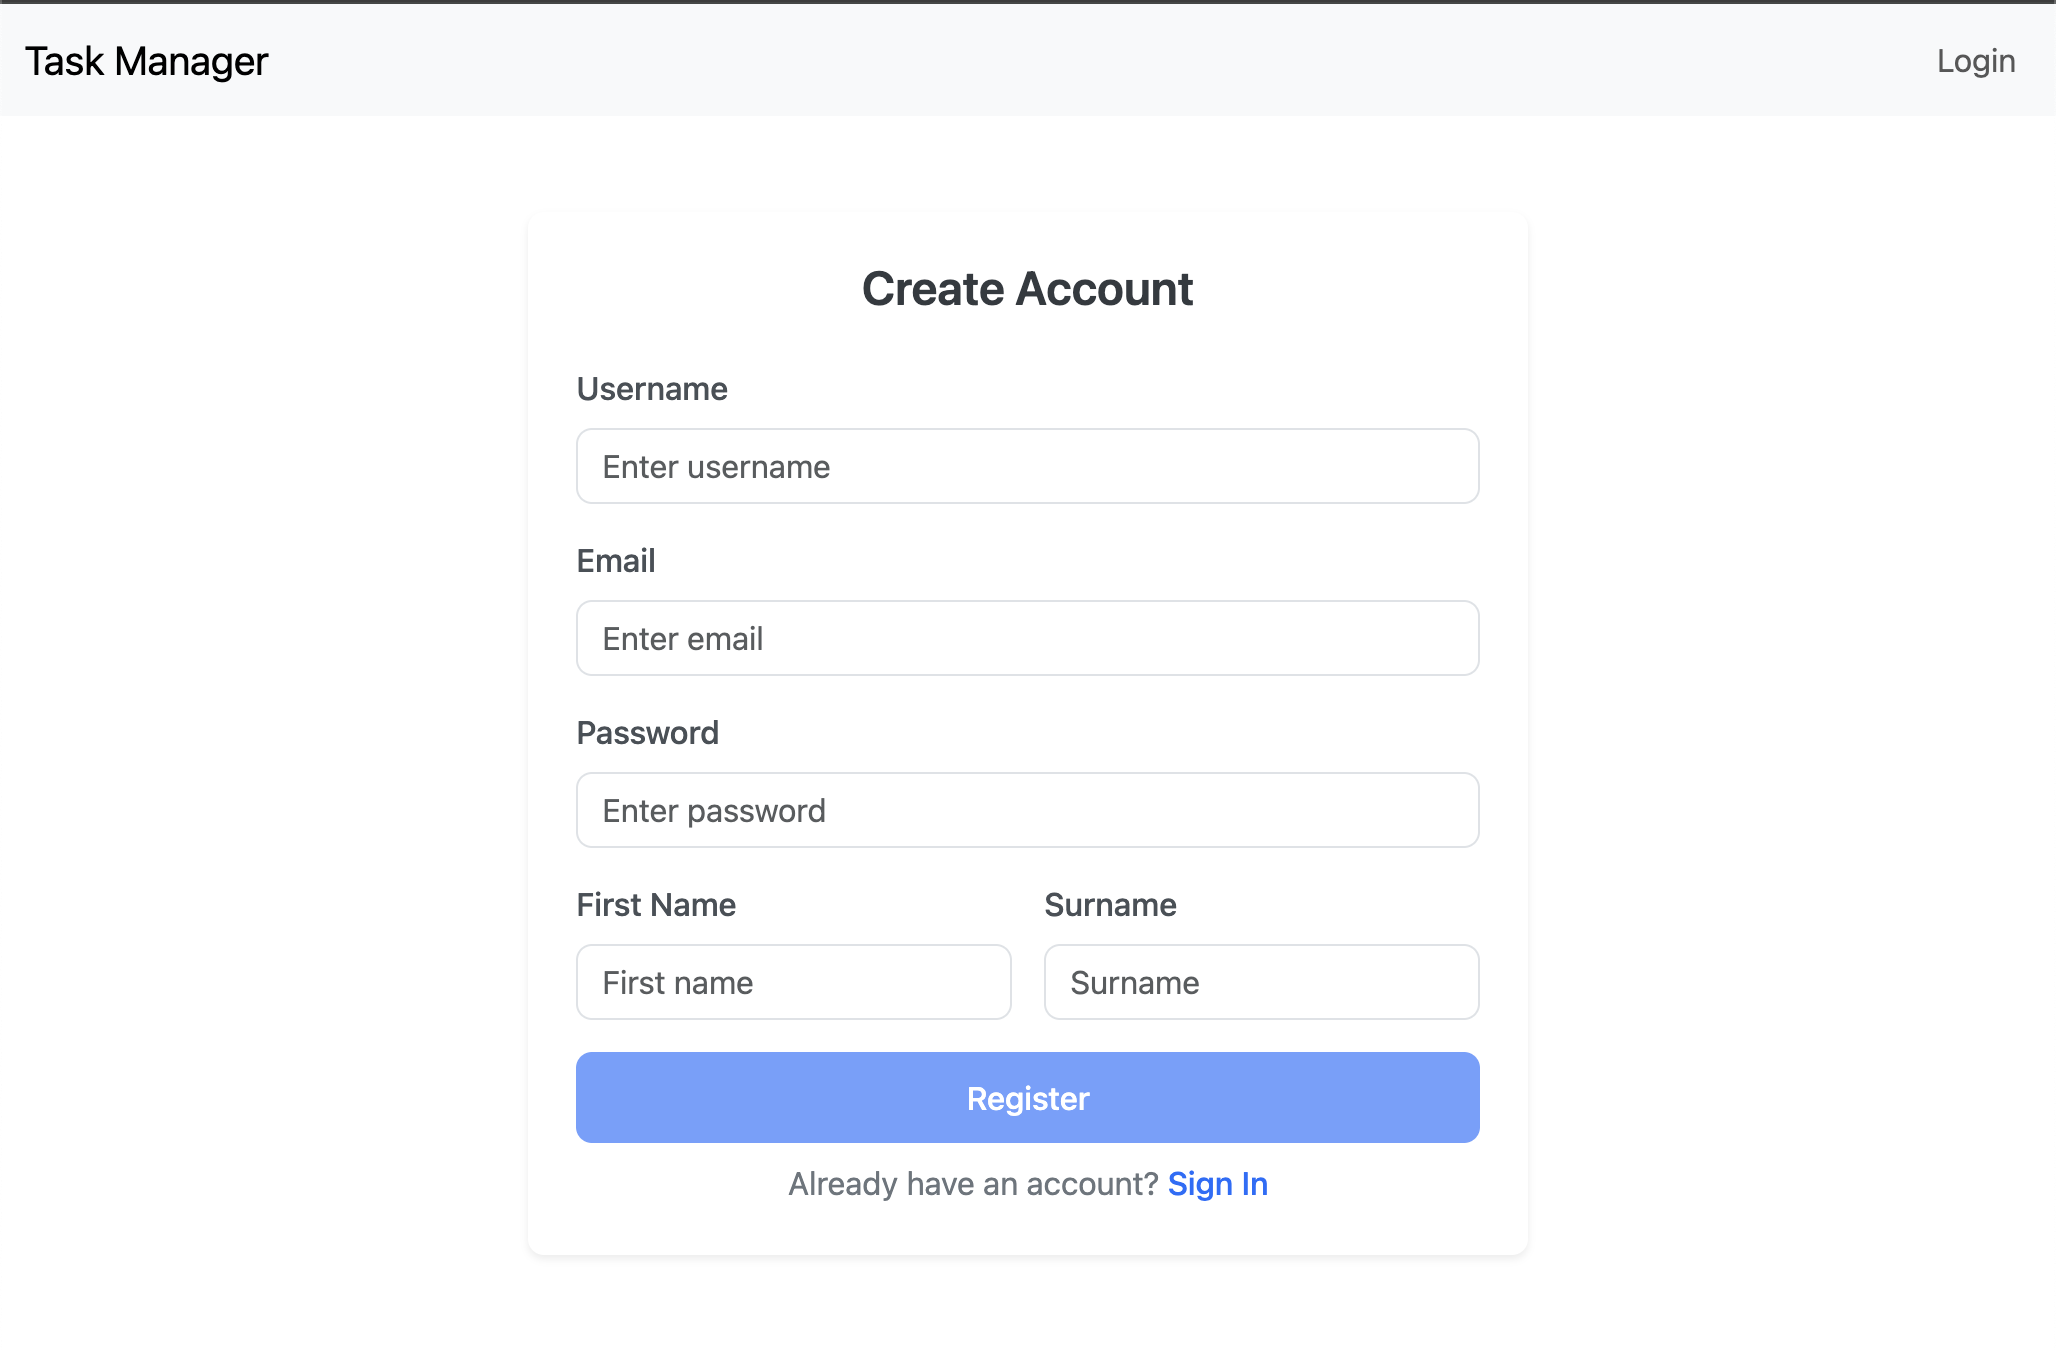 Task Manager
Login
Create Account
Username
Enter username
Email
Enter email
Password
Enter password
First Name
Surname
First name
Surname
Register
Already have an account? Sign In